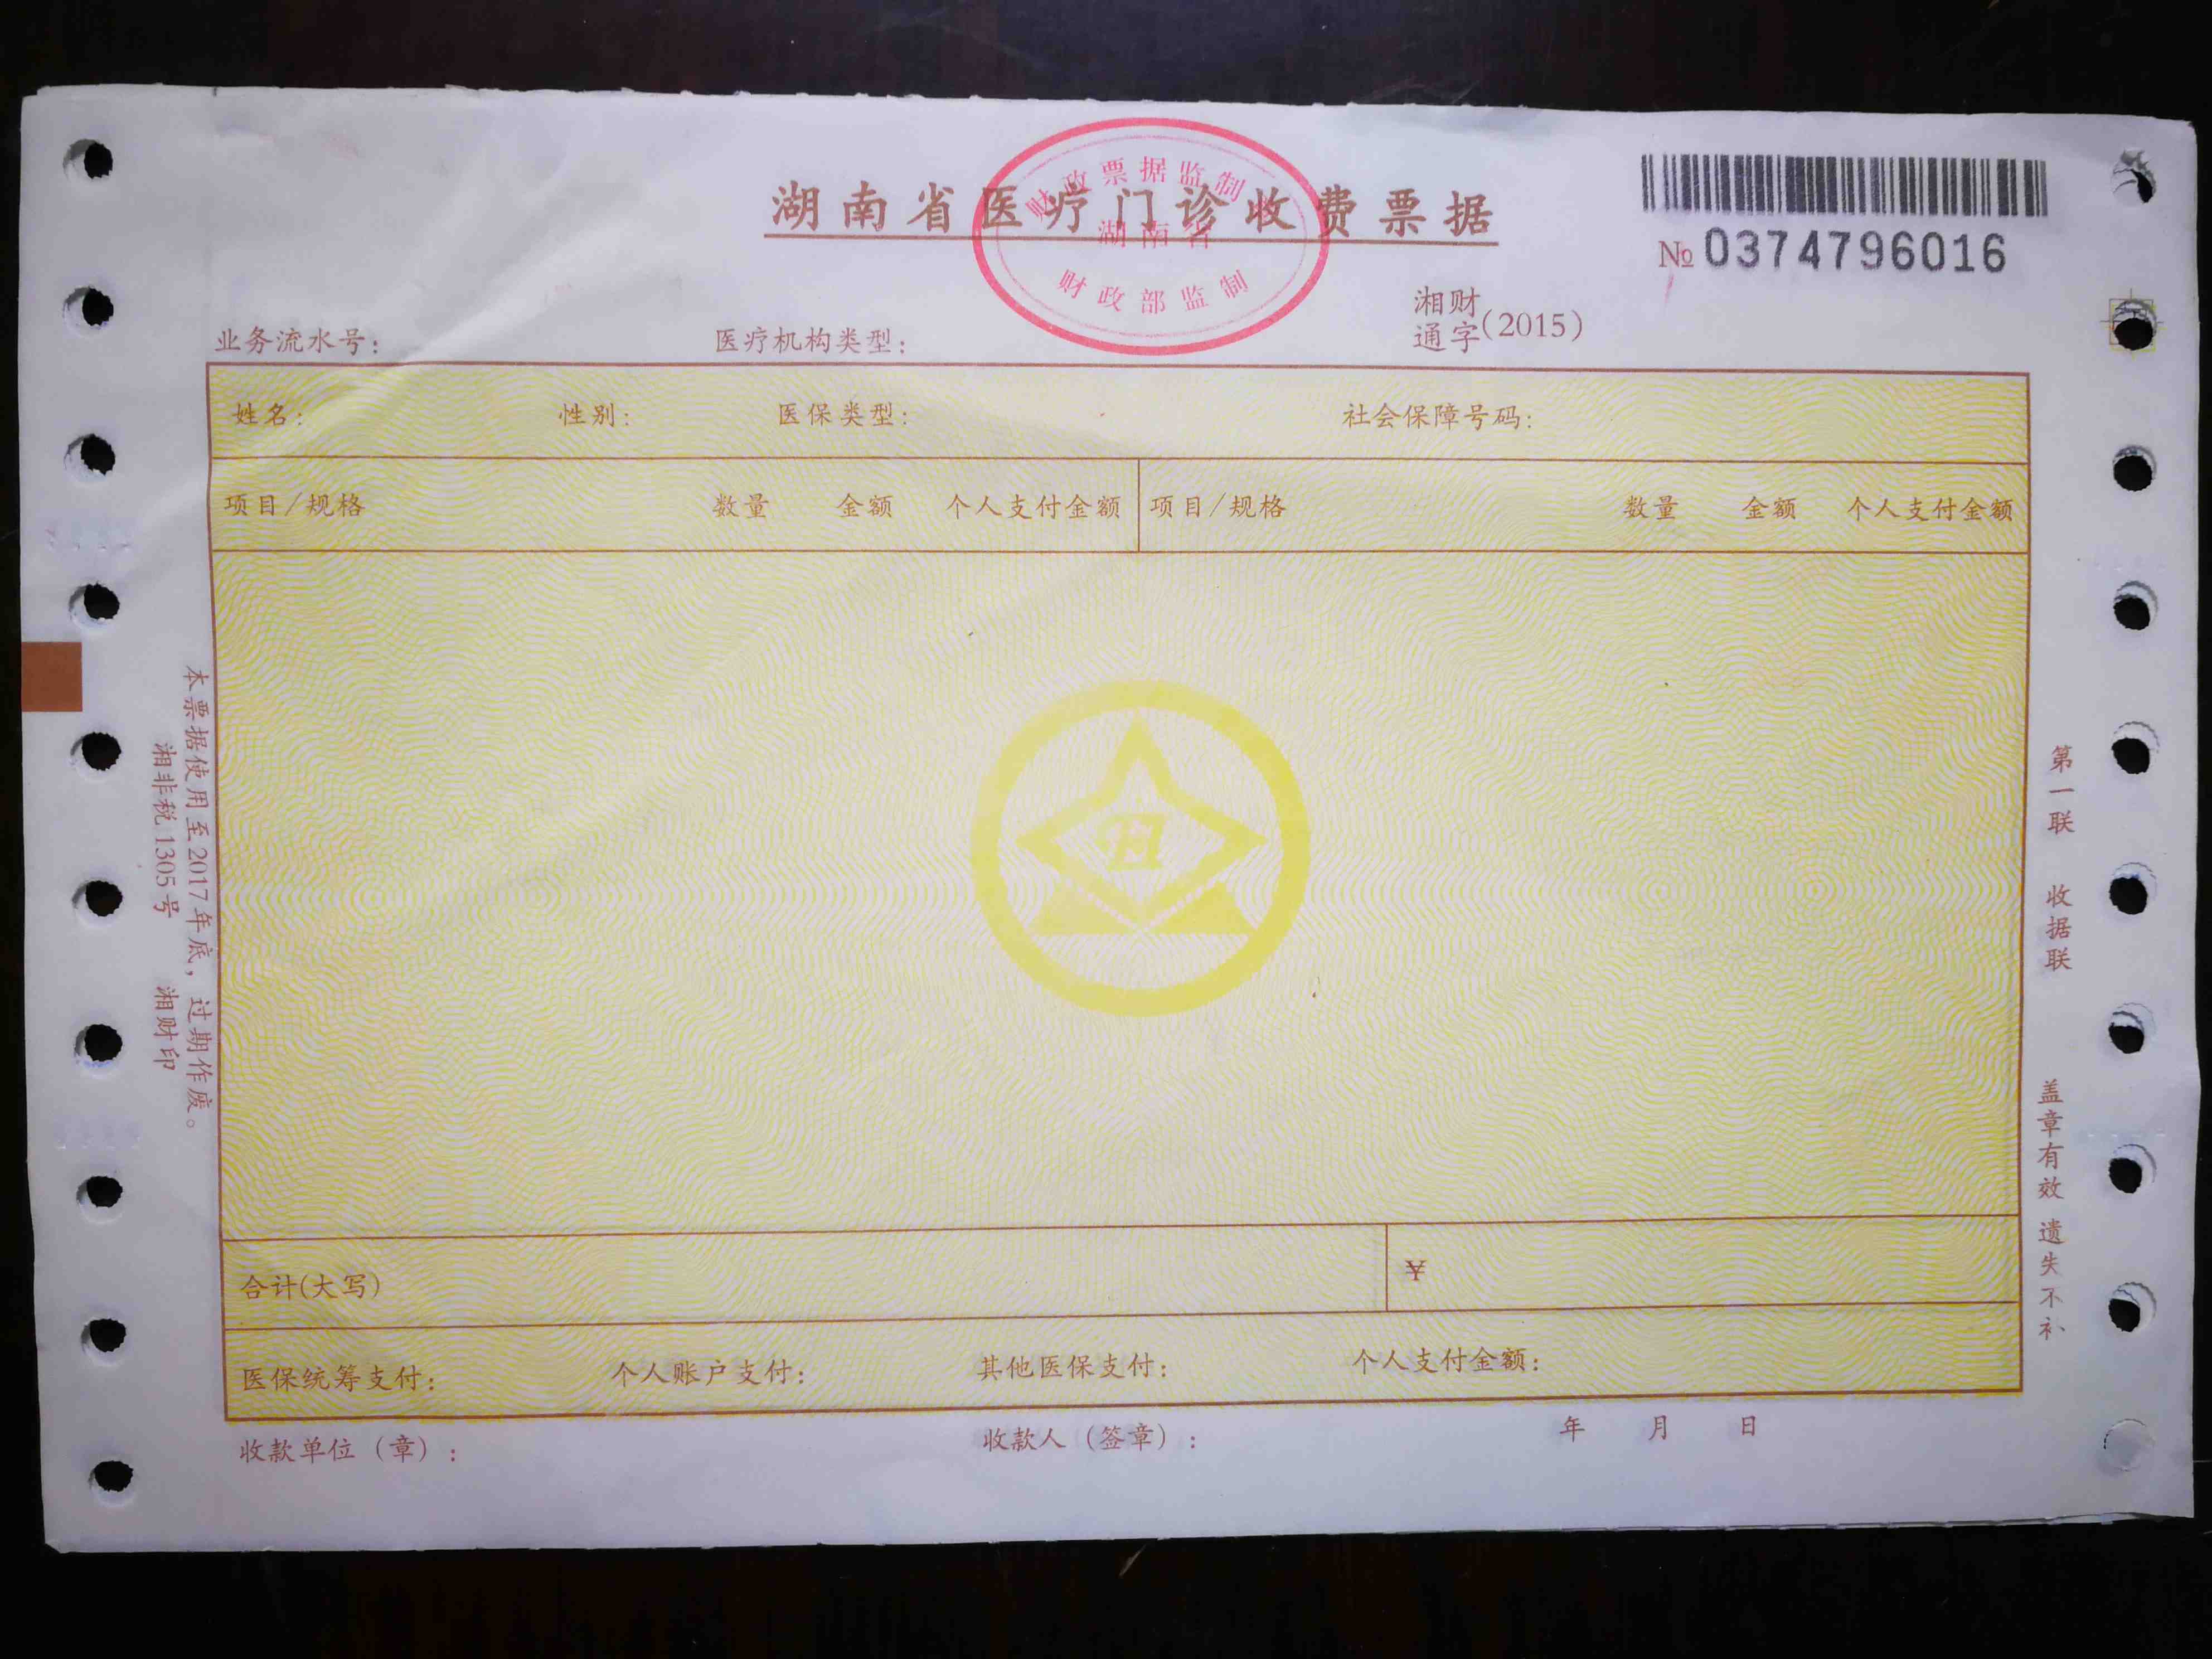 湖南省医疗门诊收费票据
财政票据监制
湖南省
财政部监制
№ 0374796016
湘财
通字(2015)
业务流水号: 医疗机构类型:
姓名: 性别: 医保类型: 社会保障号码:
项目/规格 数量 金额 个人支付金额 项目/规格 数量 金额 个人支付金额
合计(大写) ¥
医保统筹支付: 个人账户支付: 其他医保支付: 个人支付金额:
收款单位(章): 收款人(签章): 年 月 日
本票据使用至2017年底,过期作废。
湘非税1305号 湘财印
第一联 收据联 盖章有效 遗失不补